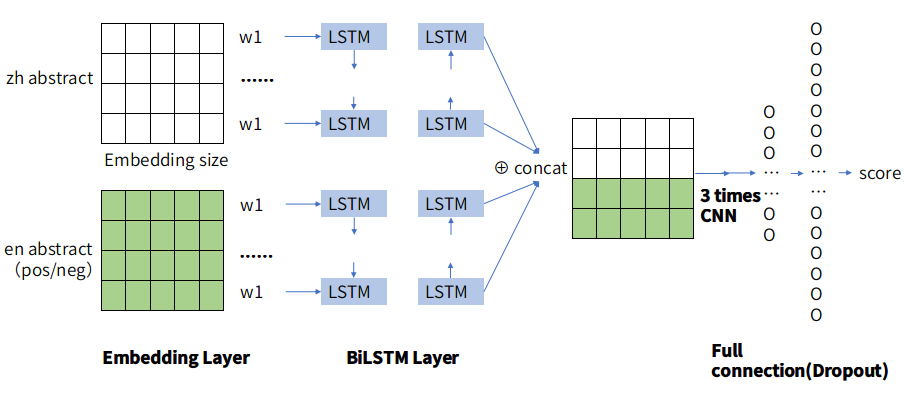 zh abstract
Embedding size
w1
......
w1
LSTM
LSTM
LSTM
LSTM
en abstract
(pos/neg)
w1
......
w1
LSTM
LSTM
LSTM
LSTM
⊕ concat
3 times
CNN
O
O
O
...
...
O
O
O
O
O
O
O
O
O
...
...
O
O
O
O
O
O
score
Embedding Layer
BiLSTM Layer
Full
connection(Dropout)